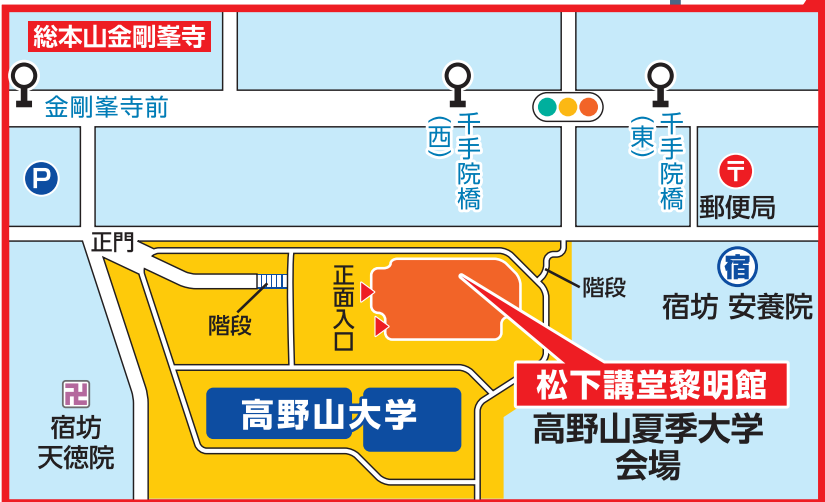 総本山金剛峯寺
金剛峯寺前
千手院橋
(西)
千手院橋
(東)
P
〒
郵便局
正門
階段
正面入口
階段
宿
宿坊 安養院
松下講堂黎明館
高野山夏季大学
会場
高野山大学
卍
宿坊
天徳院